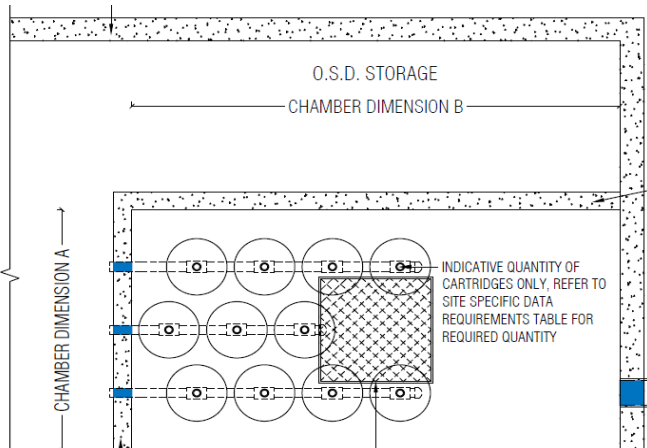 O.S.D. STORAGE
CHAMBER DIMENSION B
CHAMBER DIMENSION A
INDICATIVE QUANTITY OF
CARTRIDGES ONLY, REFER TO
SITE SPECIFIC DATA
REQUIREMENTS TABLE FOR
REQUIRED QUANTITY